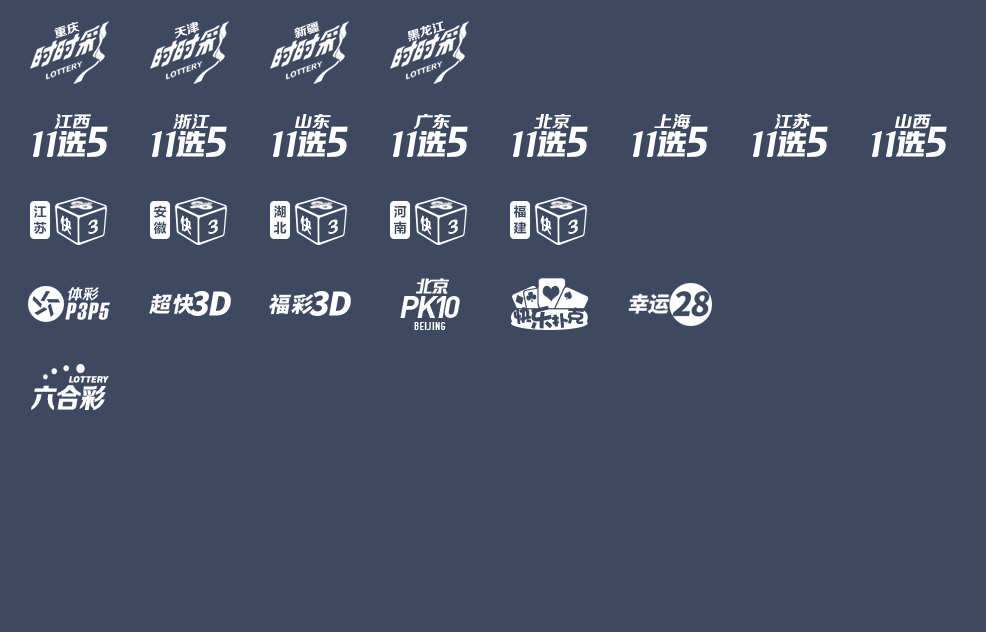 重庆
时时彩
LOTTERY
天津
时时彩
LOTTERY
新疆
时时彩
LOTTERY
黑龙江
时时彩
LOTTERY
江西
11选5
浙江
11选5
山东
11选5
广东
11选5
北京
11选5
上海
11选5
江苏
11选5
山西
11选5
江苏
快 3
安徽
快 3
湖北
快 3
河南
快 3
福建
快 3
体彩
P3P5
超快3D
福彩3D
北京
PK10
BEIJING
快乐扑克
幸运28
LOTTERY
六合彩